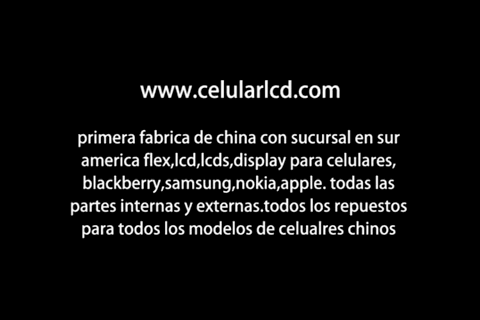 www.celularlcd.com
primera fabrica de china con sucursal en sur
america flex,lcd,lcds,display para celulares,
blackberry,samsung,nokia,apple. todas las
partes internas y externas.todos los repuestos
para todos los modelos de celualres chinos